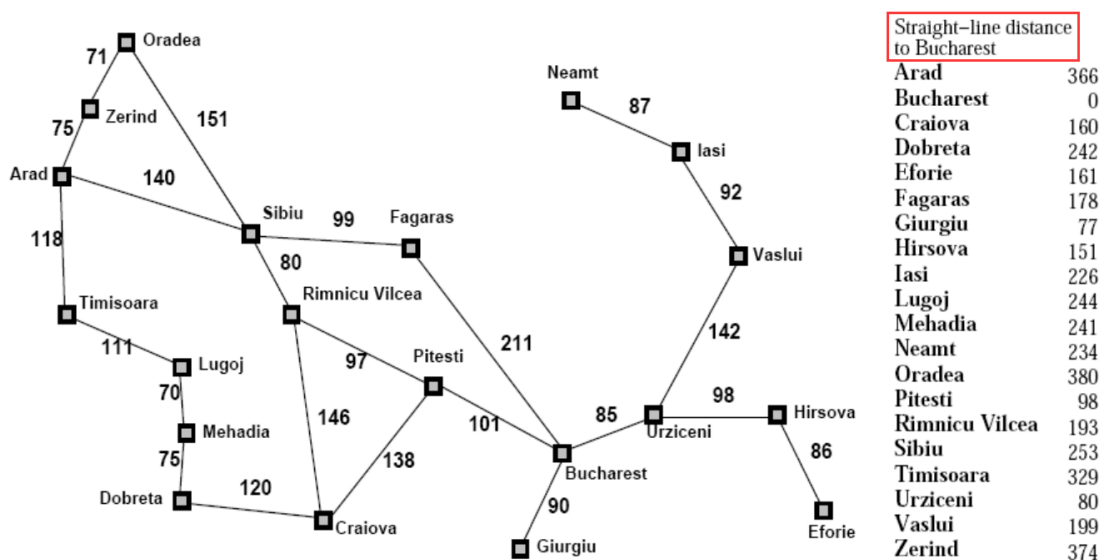 Oradea
71
Zerind
75
151
Arad
140
Sibiu
99
Fagaras
118
80
Rimnicu Vilcea
Timisoara
111
Lugoj
70
Mehadia
75
Dobreta
120
Craiova
146
97
Pitesti
138
101
211
Bucharest
90
Giurgiu
85
Urziceni
98
Hirsova
86
Eforie
142
Vaslui
92
Iasi
87
Neamt
Straight–line distance
to Bucharest
Arad 366
Bucharest 0
Craiova 160
Dobreta 242
Eforie 161
Fagaras 178
Giurgiu 77
Hirsova 151
Iasi 226
Lugoj 244
Mehadia 241
Neamt 234
Oradea 380
Pitesti 98
Rimnicu Vilcea 193
Sibiu 253
Timisoara 329
Urziceni 80
Vaslui 199
Zerind 374